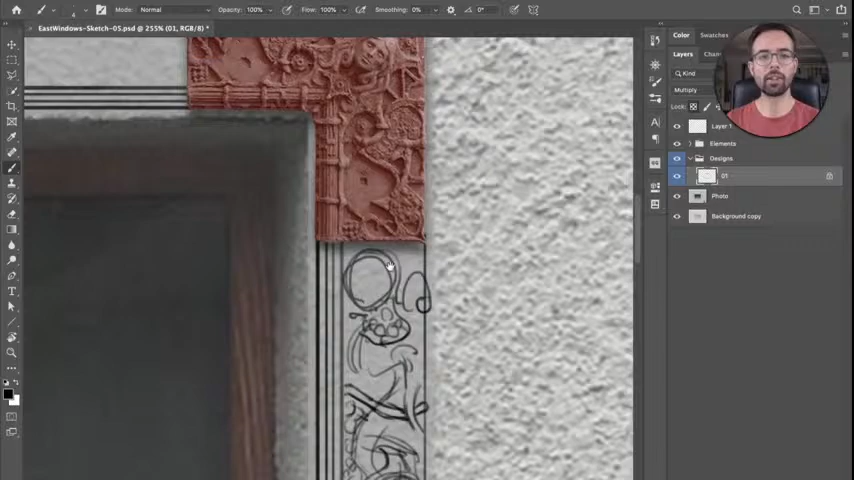 Mode: Normal Opacity: 100% Flow: 100% Smoothing: 0% 0°
EastWindows-Sketch-05.psd @ 255% (01, RGB/8) *
Color Swatches
Layers Chan
Kind
Multiply
Lock:
Layer 1
Elements
Designs
01
Photo
Background copy